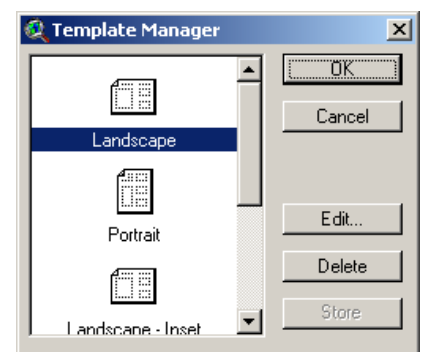 Template Manager
OK
Landscape
Cancel
Portrait
Edit...
Delete
Landscape - Inset
Store